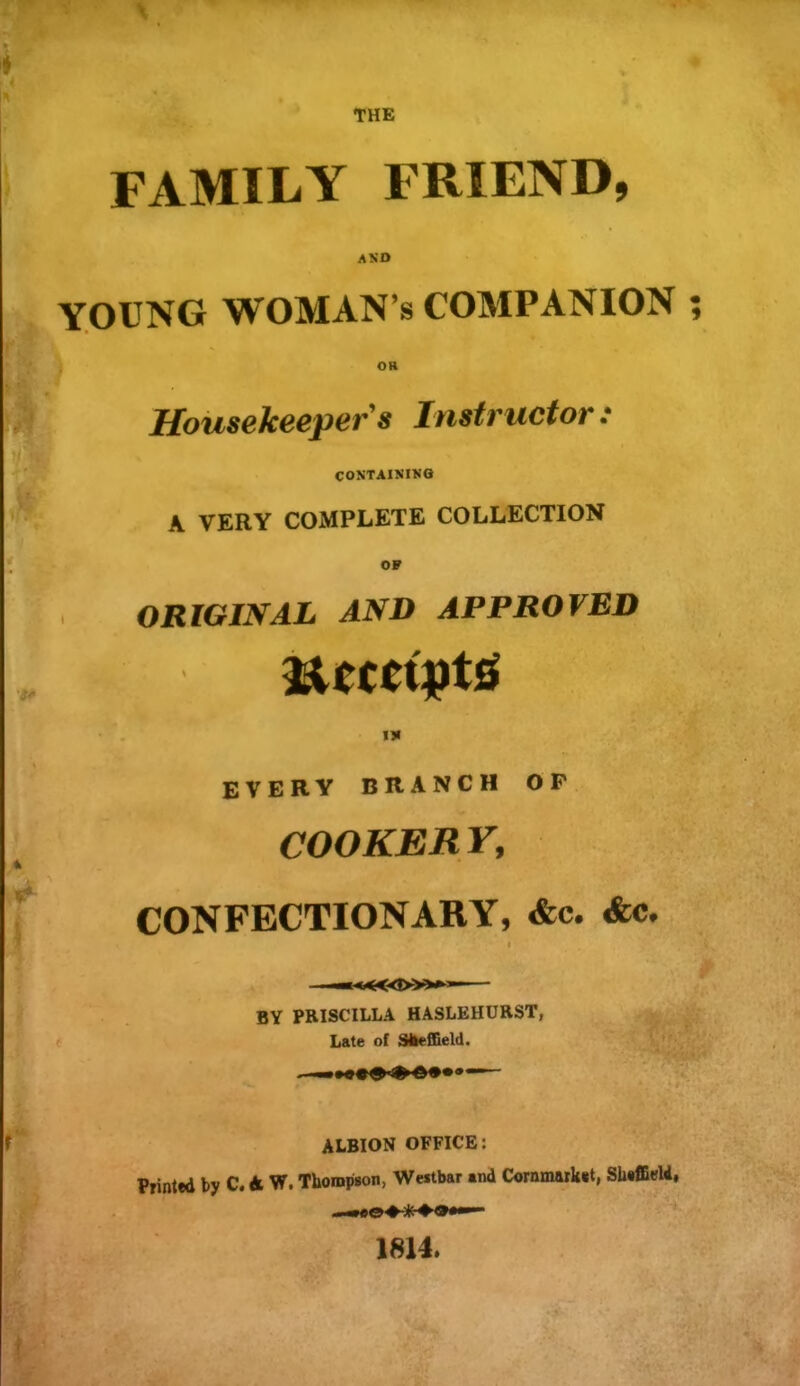 THE
FAMILY FRIEND,
AND
YOUNG WOMAN's COMPANION ;
OR
Housekeeper's Instructor:
CONTAINING
A VERY COMPLETE COLLECTION
OF
ORIGINAL AND APPROVED
Receipts
IN
EVERY BRANCH OF
COOKERY,
CONFECTIONARY, &c. &c.
BY PRISCILLA HASLEHURST,
Late of Sheffield.
ALBION OFFICE:
Printed by C. & W. Thompson, Westbar and Cornmarket, Sheffield,
1814.